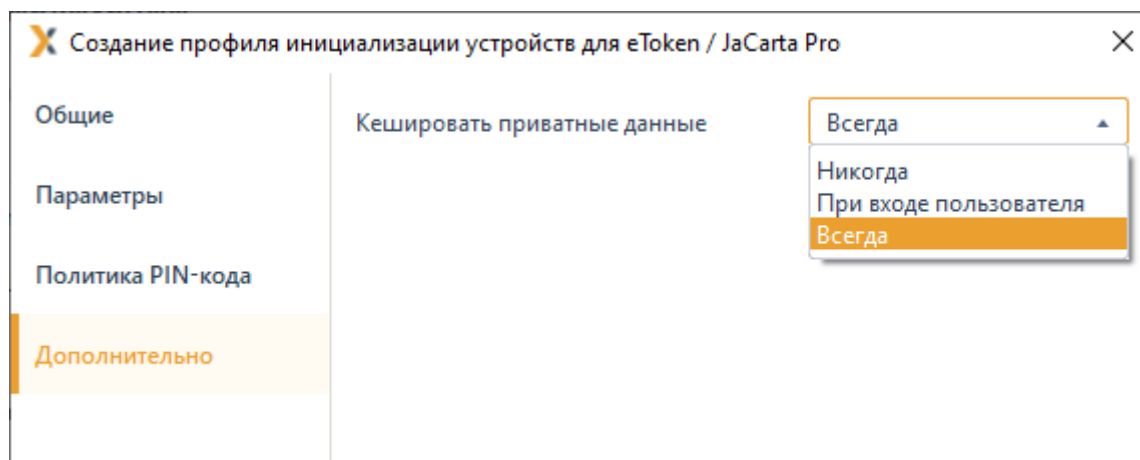 Создание профиля инициализации устройств для eToken / JaCarta Pro
Общие
Параметры
Политика PIN-кода
Дополнительно
Кешировать приватные данные
Всегда
Никогда
При входе пользователя
Всегда